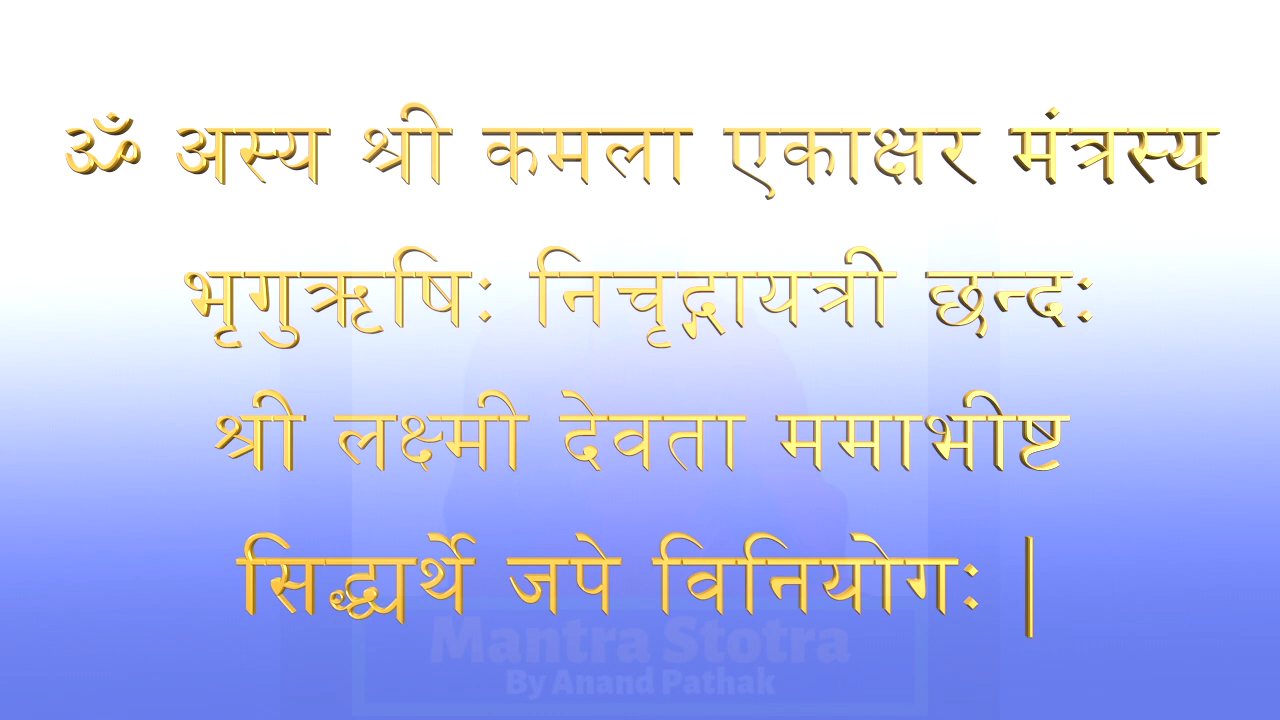 ॐ अस्य श्री कमला एकाक्षर मंत्रस्य
भृगुऋषिः निचृद्गायत्री छन्दः
श्री लक्ष्मी देवता ममाभीष्ट
सिद्ध्यर्थे जपे विनियोगः |
Mantra Stotra
By Anand Pathak